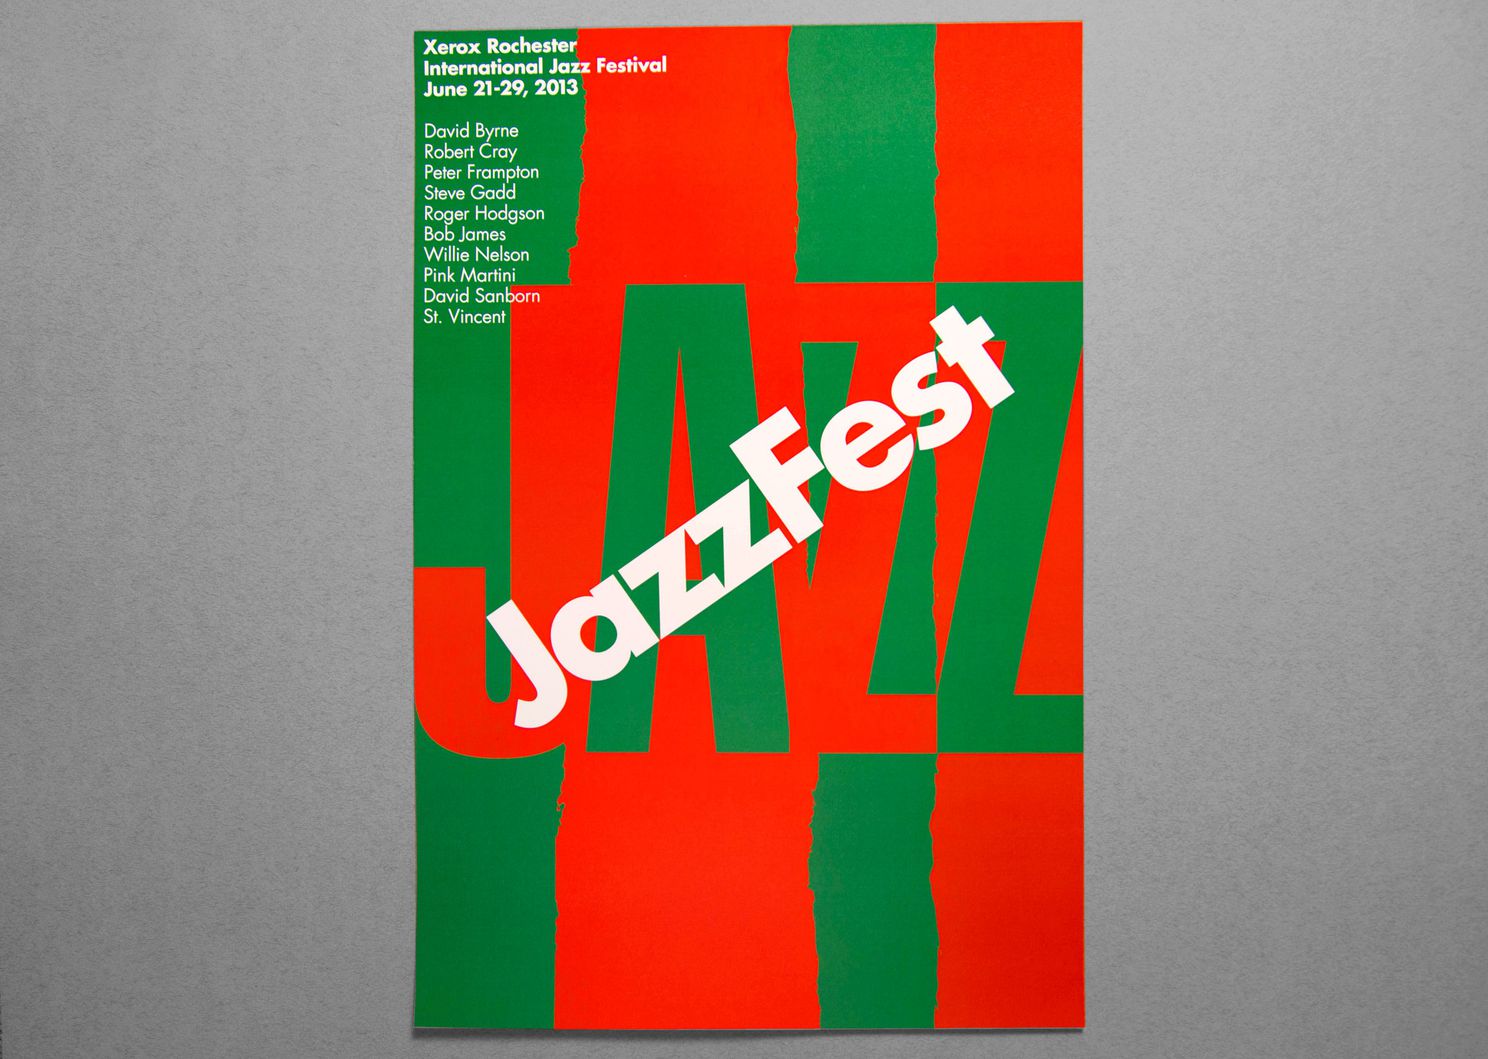 Xerox Rochester
International Jazz Festival
June 21-29, 2013
David Byrne
Robert Cray
Peter Frampton
Steve Gadd
Roger Hodgson
Bob James
Willie Nelson
Pink Martini
David Sanborn
St. Vincent
JAZZ
JazzFest